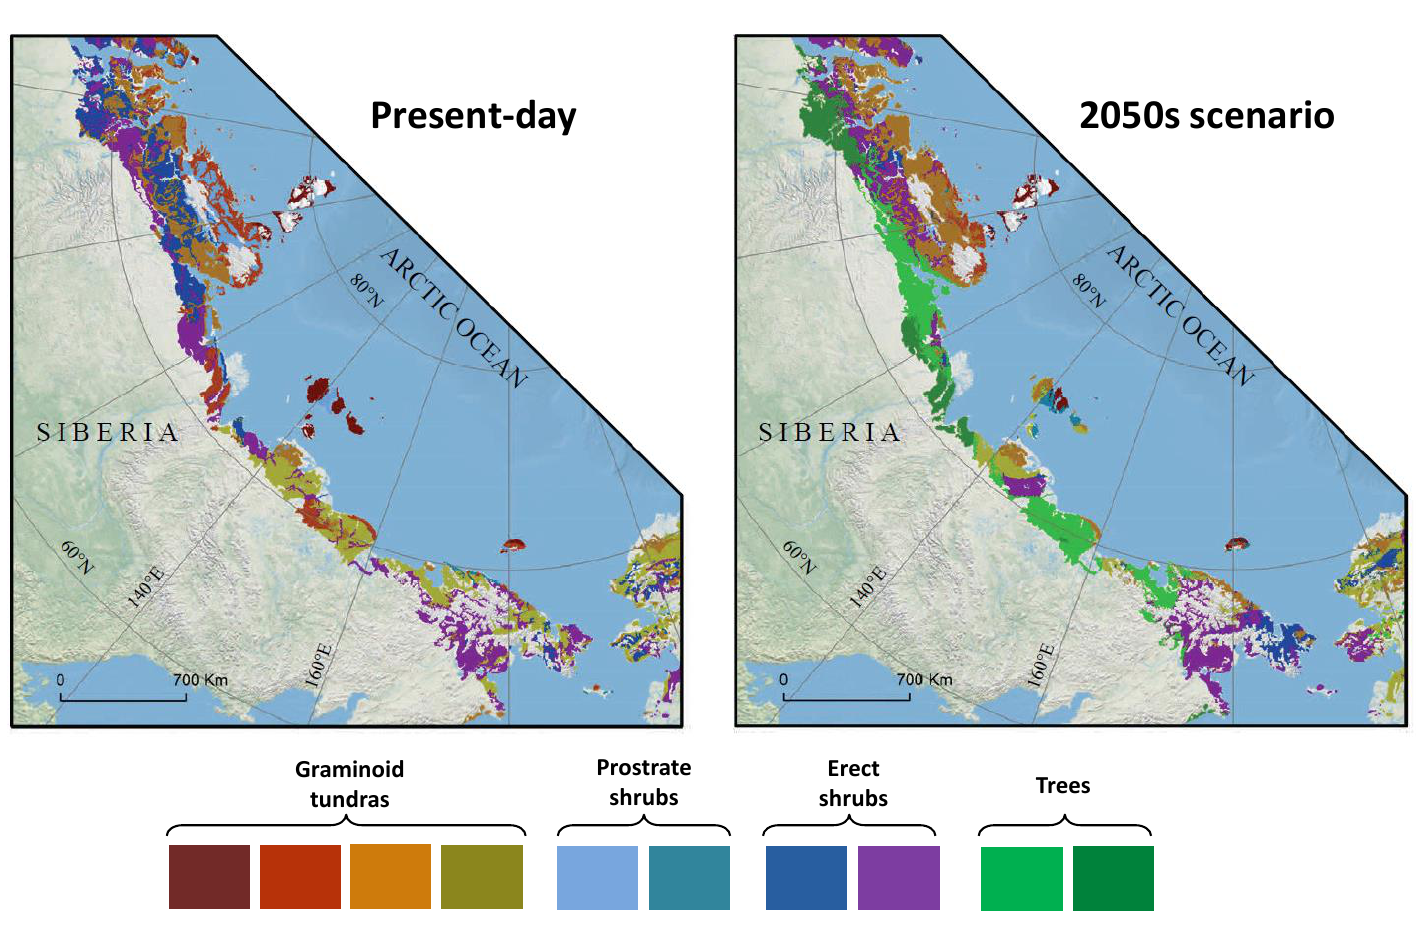 Present-day
ARCTIC OCEAN
80°N
SIBERIA
60°N
140°E
160°E
0 700 Km
2050s scenario
ARCTIC OCEAN
80°N
SIBERIA
60°N
140°E
160°E
0 700 Km
Graminoid
tundras
Prostrate
shrubs
Erect
shrubs
Trees